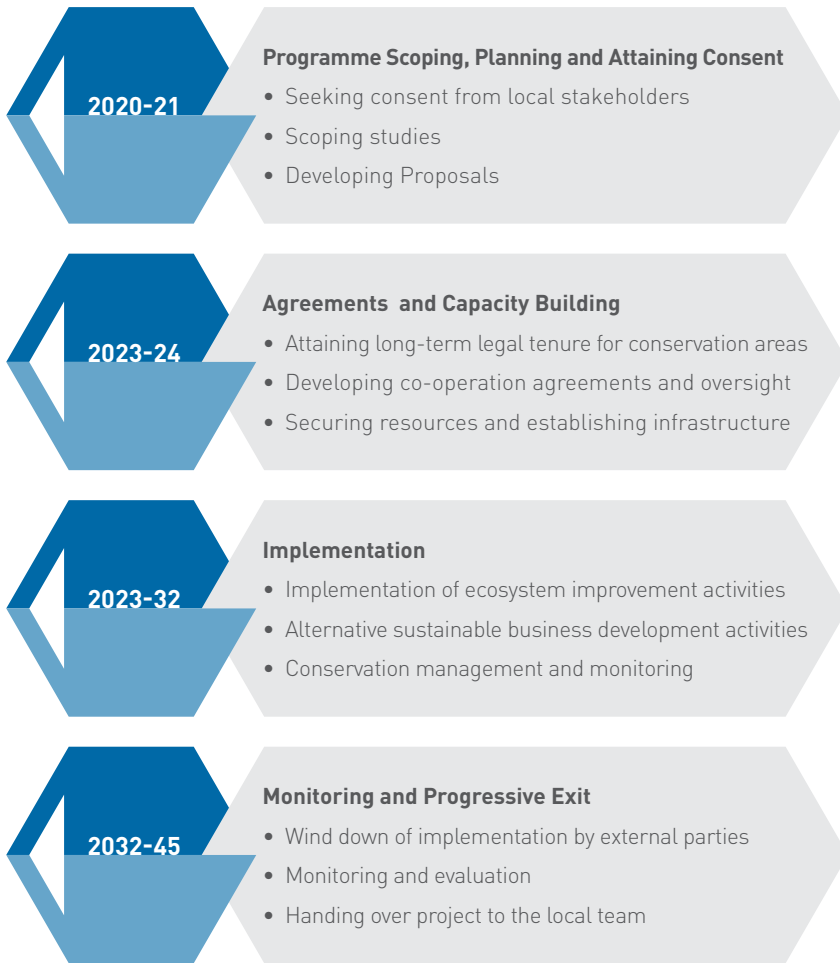 2020-21
Programme Scoping, Planning and Attaining Consent
• Seeking consent from local stakeholders
• Scoping studies
• Developing Proposals
2023-24
Agreements and Capacity Building
• Attaining long-term legal tenure for conservation areas
• Developing co-operation agreements and oversight
• Securing resources and establishing infrastructure
2023-32
Implementation
• Implementation of ecosystem improvement activities
• Alternative sustainable business development activities
• Conservation management and monitoring
2032-45
Monitoring and Progressive Exit
• Wind down of implementation by external parties
• Monitoring and evaluation
• Handing over project to the local team